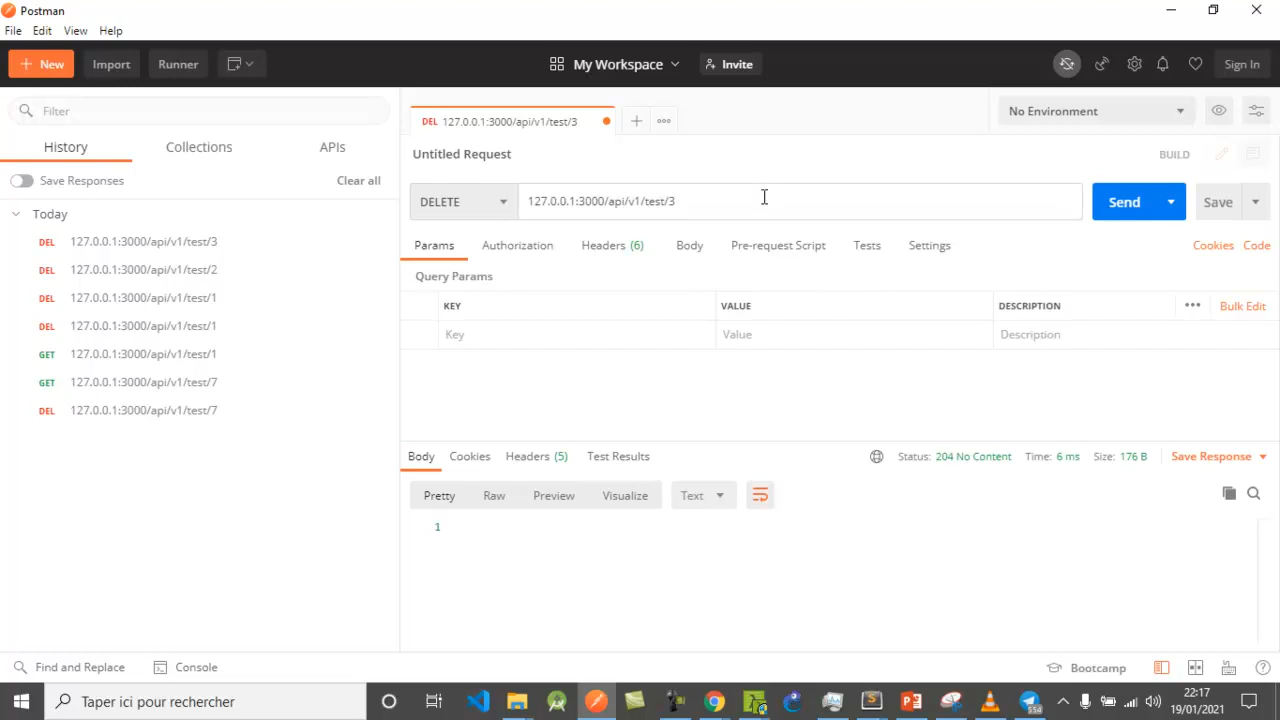 Postman
File Edit View Help
New Import Runner My Workspace Invite Sign In
Filter
History Collections APIs
Save Responses Clear all
Today
DEL 127.0.0.1:3000/api/v1/test/3
DEL 127.0.0.1:3000/api/v1/test/2
DEL 127.0.0.1:3000/api/v1/test/1
DEL 127.0.0.1:3000/api/v1/test/1
GET 127.0.0.1:3000/api/v1/test/1
GET 127.0.0.1:3000/api/v1/test/7
DEL 127.0.0.1:3000/api/v1/test/7
DEL 127.0.0.1:3000/api/v1/test/3
No Environment
Untitled Request BUILD
DELETE 127.0.0.1:3000/api/v1/test/3 Send Save
Params Authorization Headers (6) Body Pre-request Script Tests Settings Cookies Code
Query Params
KEY VALUE DESCRIPTION Bulk Edit
Key Value Description
Body Cookies Headers (5) Test Results Status: 204 No Content Time: 6 ms Size: 176 B Save Response
Pretty Raw Preview Visualize Text
1
Find and Replace Console Bootcamp
Taper ici pour rechercher
554
22:17
19/01/2021